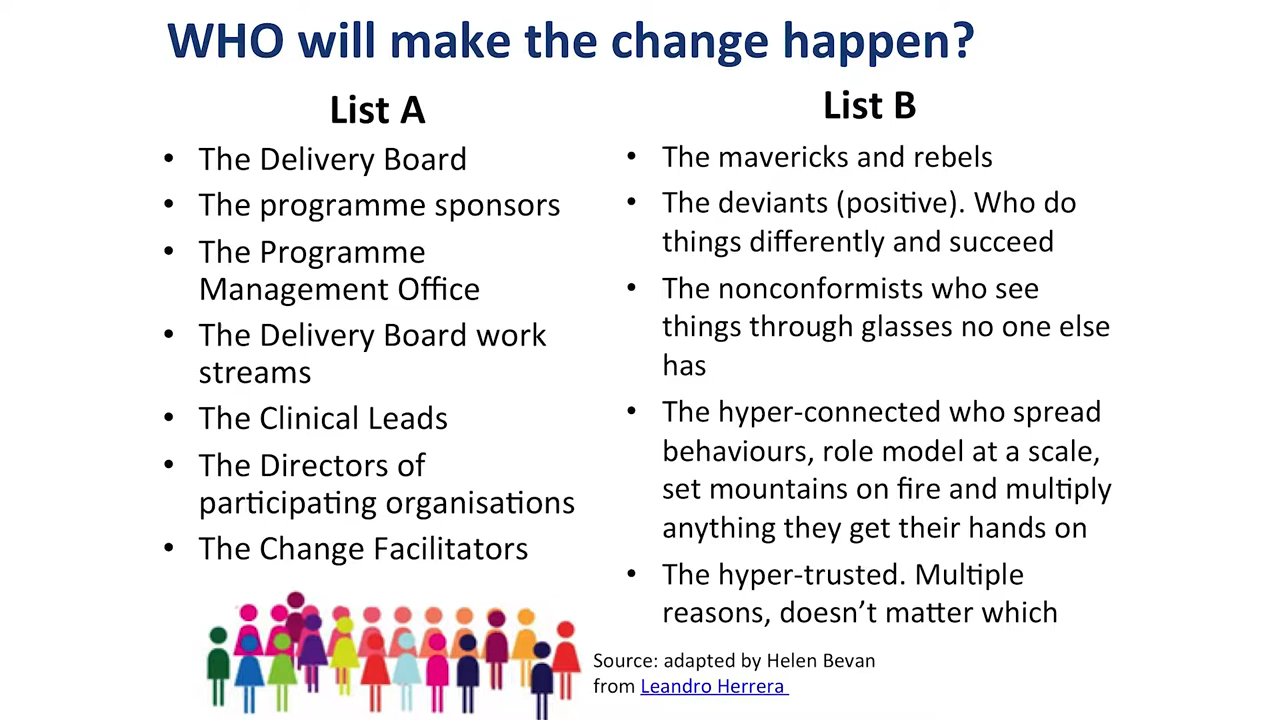 WHO will make the change happen?
List A
• The Delivery Board
• The programme sponsors
• The Programme
Management Office
• The Delivery Board work
streams
• The Clinical Leads
• The Directors of
participating organisations
• The Change Facilitators
List B
• The mavericks and rebels
• The deviants (positive). Who do
things differently and succeed
• The nonconformists who see
things through glasses no one else
has
• The hyper-connected who spread
behaviours, role model at a scale,
set mountains on fire and multiply
anything they get their hands on
• The hyper-trusted. Multiple
reasons, doesn't matter which
Source: adapted by Helen Bevan
from Leandro Herrera